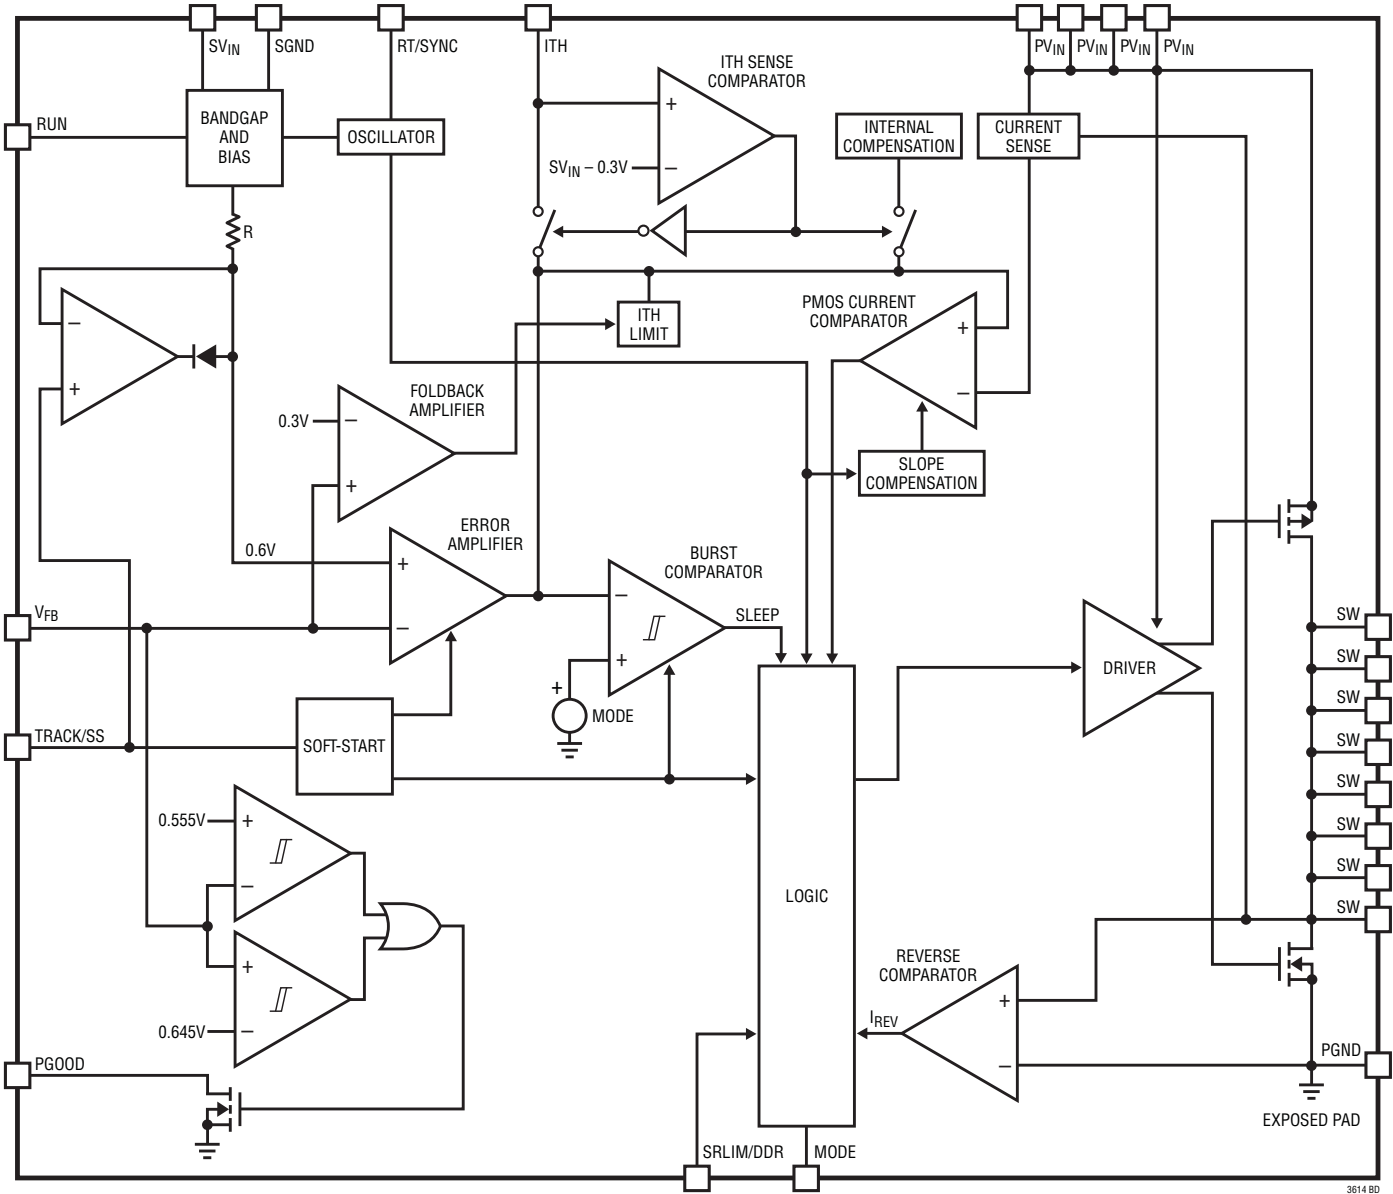 SVIN
SGND
RT/SYNC
ITH
PVIN
PVIN
PVIN
PVIN
RUN
BANDGAP
AND
BIAS
OSCILLATOR
ITH SENSE
COMPARATOR
+
SVIN – 0.3V
–
INTERNAL
COMPENSATION
CURRENT
SENSE
R
ITH
LIMIT
PMOS CURRENT
COMPARATOR
+
–
–
+
FOLDBACK
AMPLIFIER
0.3V
–
+
SLOPE
COMPENSATION
0.6V
ERROR
AMPLIFIER
+
–
BURST
COMPARATOR
–
+
SLEEP
VFB
+
MODE
DRIVER
SW
SW
SW
SW
SW
SW
SW
SW
TRACK/SS
SOFT-START
0.555V
+
–
+
0.645V
–
LOGIC
REVERSE
COMPARATOR
+
–
IREV
PGOOD
PGND
EXPOSED PAD
SRLIM/DDR
MODE
3614 BD